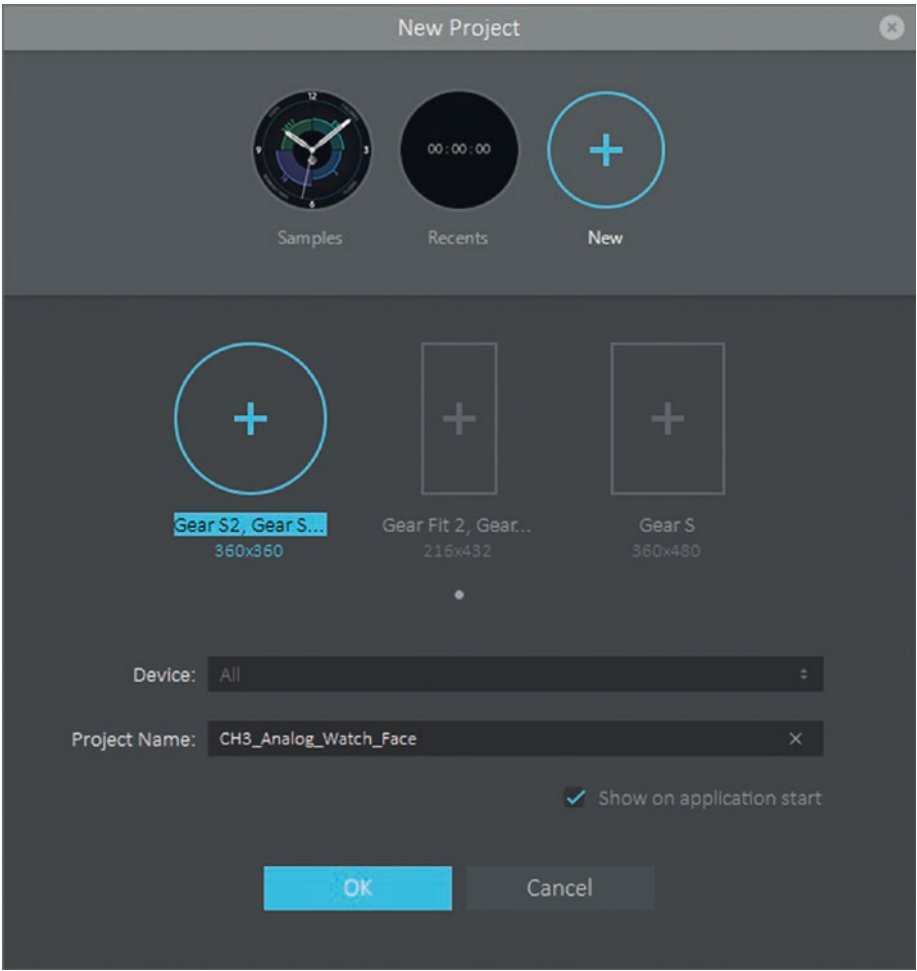 New Project
12
9
3
6
00:00:00
Samples
Recents
New
Gear S2, Gear S...
360x360
Gear Fit 2, Gear...
216x432
Gear S
360x480
Device:
All
Project Name:
CH3_Analog_Watch_Face
Show on application start
OK
Cancel